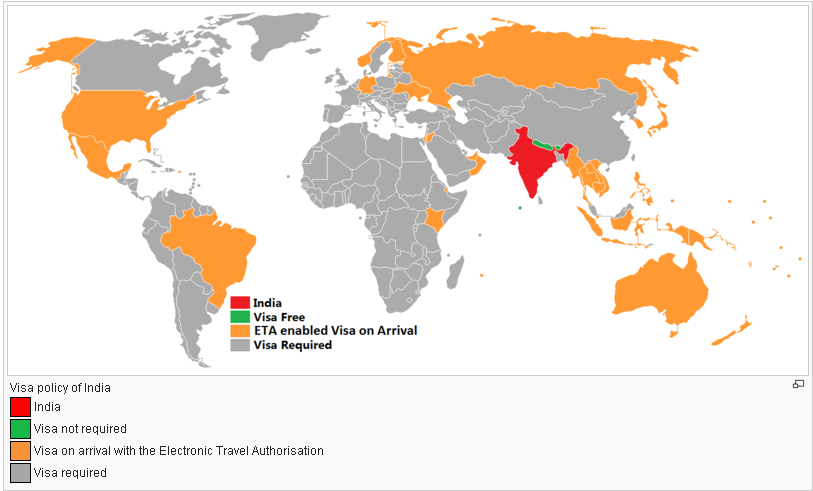 India
Visa Free
ETA enabled Visa on Arrival
Visa Required
Visa policy of India
India
Visa not required
Visa on arrival with the Electronic Travel Authorisation
Visa required